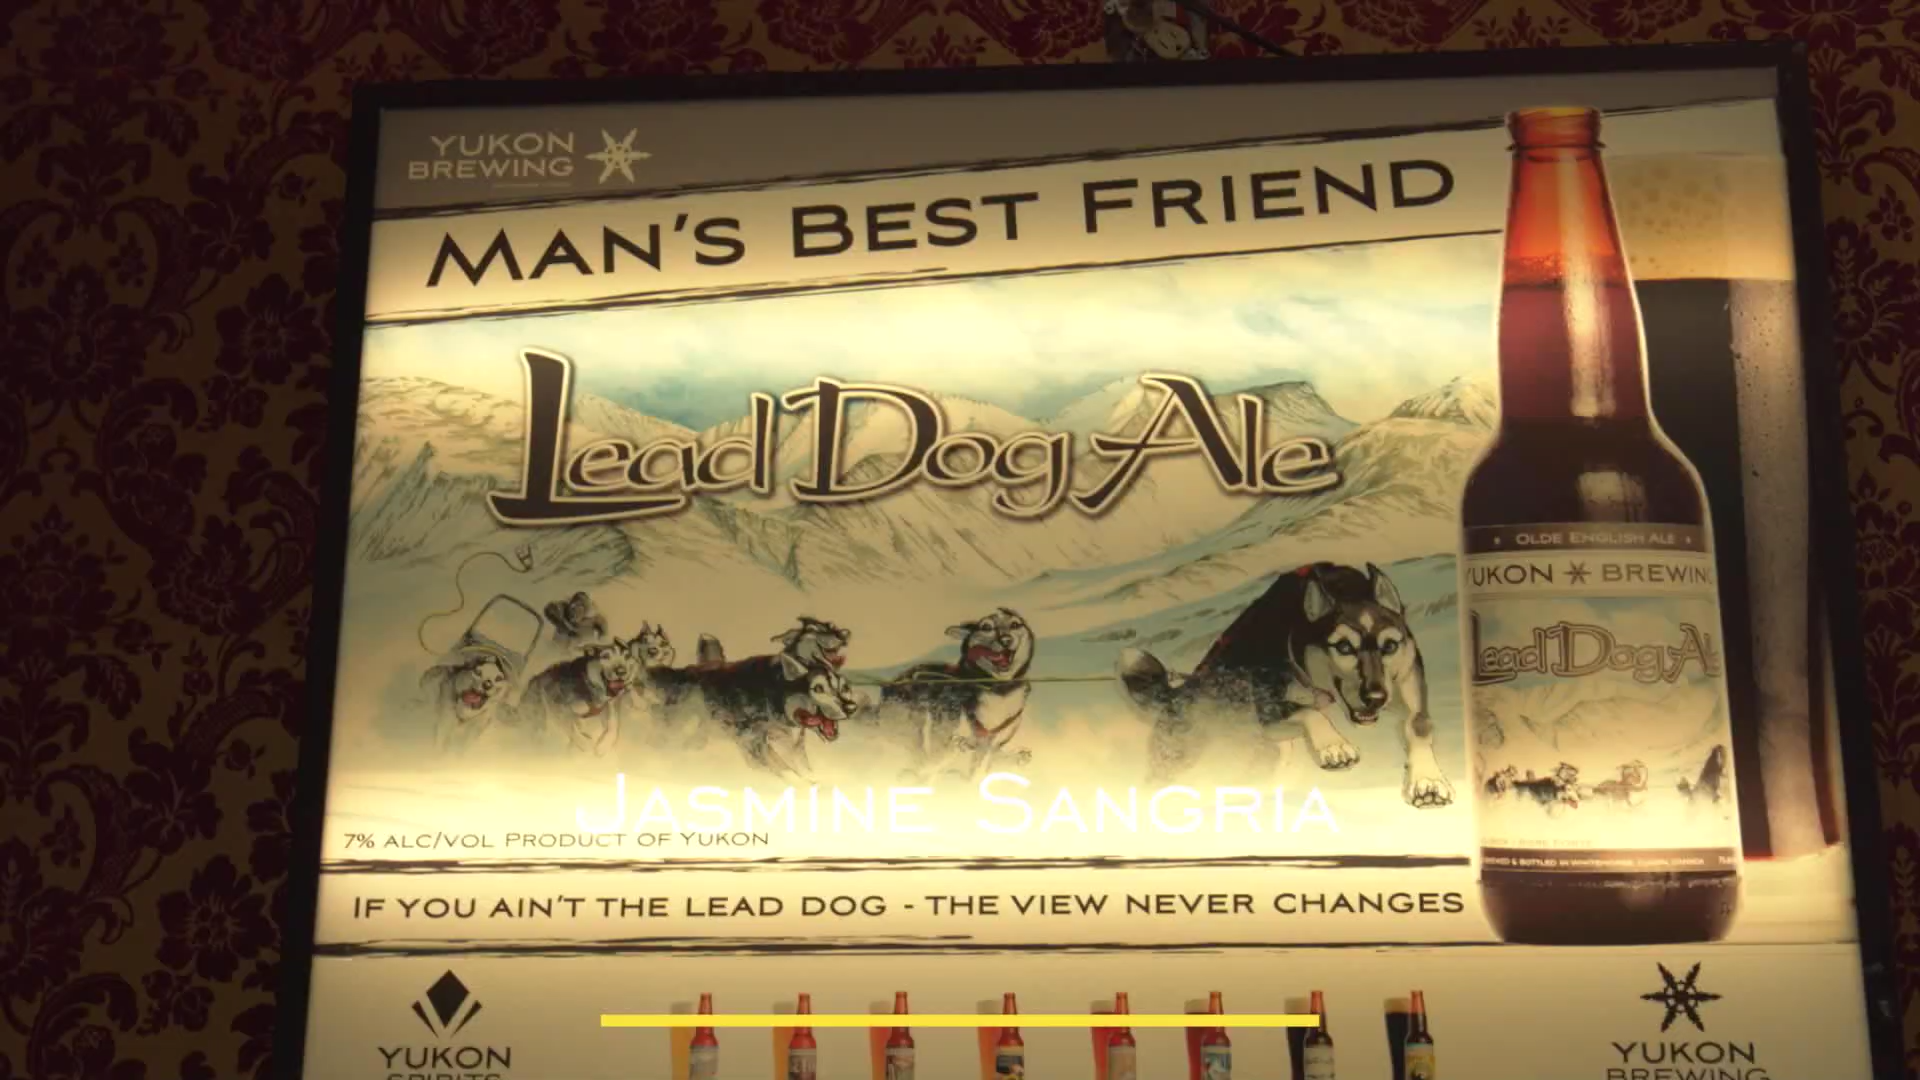 YUKON
BREWING
MAN'S BEST FRIEND
Lead Dog Ale
OLDE ENGLISH ALE
YUKON BREWING
Lead Dog Ale
JASMINE SANGRIA
7% ALC/VOL PRODUCT OF YUKON
IF YOU AIN'T THE LEAD DOG - THE VIEW NEVER CHANGES
YUKON
SPIRITS
YUKON
BREWING